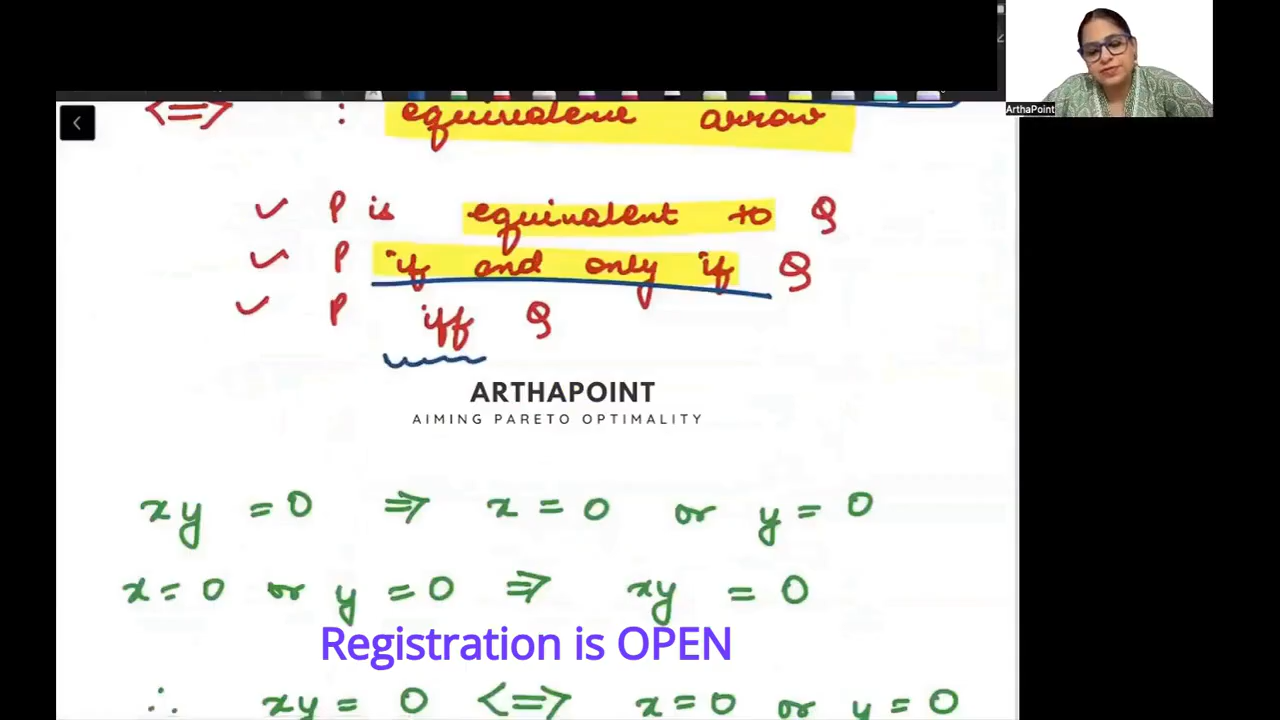 ArthaPoint
<=> : equivalence arrow
✓ P is equivalent to Q
✓ P if and only if Q
✓ P iff Q
ARTHAPOINT
AIMING PARETO OPTIMALITY
xy = 0 ⇒ x = 0 or y = 0
x = 0 or y = 0 ⇒ xy = 0
Registration is OPEN
∴ xy = 0 <=> x = 0 or y = 0